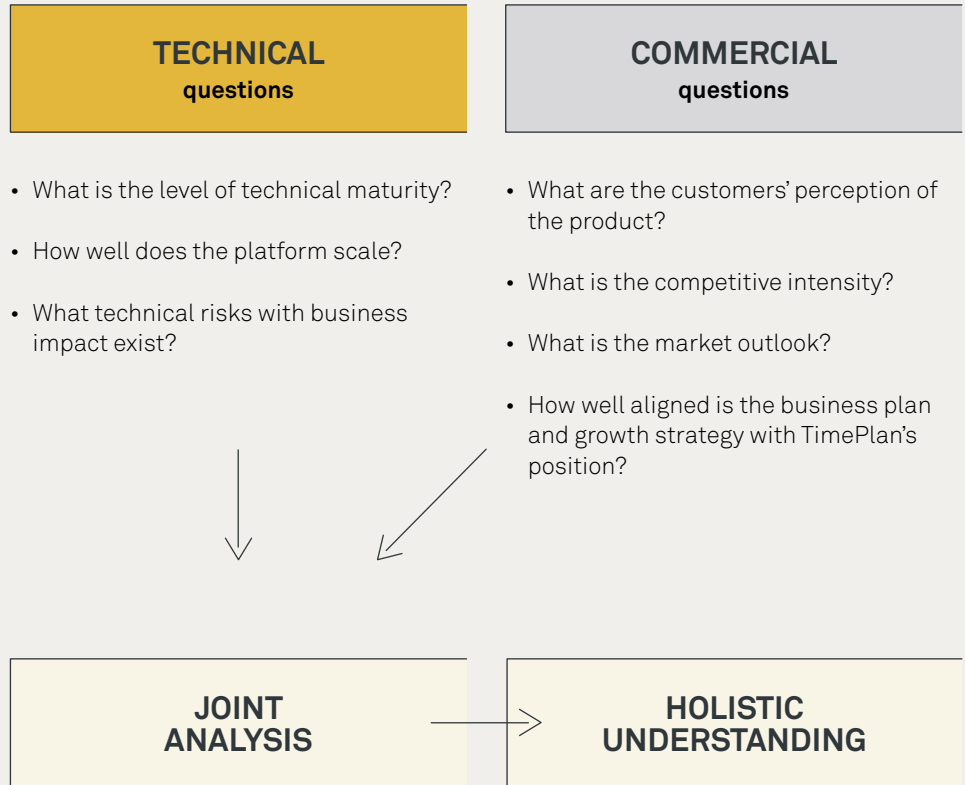 TECHNICAL
questions
• What is the level of technical maturity?
• How well does the platform scale?
• What technical risks with business
impact exist?
COMMERCIAL
questions
• What are the customers’ perception of
the product?
• What is the competitive intensity?
• What is the market outlook?
• How well aligned is the business plan
and growth strategy with TimePlan’s
position?
JOINT
ANALYSIS
HOLISTIC
UNDERSTANDING